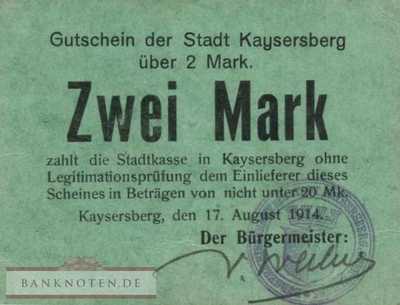 Gutschein der Stadt Kaysersberg
über 2 Mark.
Zwei Mark
zahlt die Stadtkasse in Kaysersberg ohne
Legitimationsprüfung dem Einlieferer dieses
Scheines in Beträgen von nicht unter 20 Mk.
Kaysersberg, den 17. August 1914.
Der Bürgermeister:
BANKNOTEN.DE